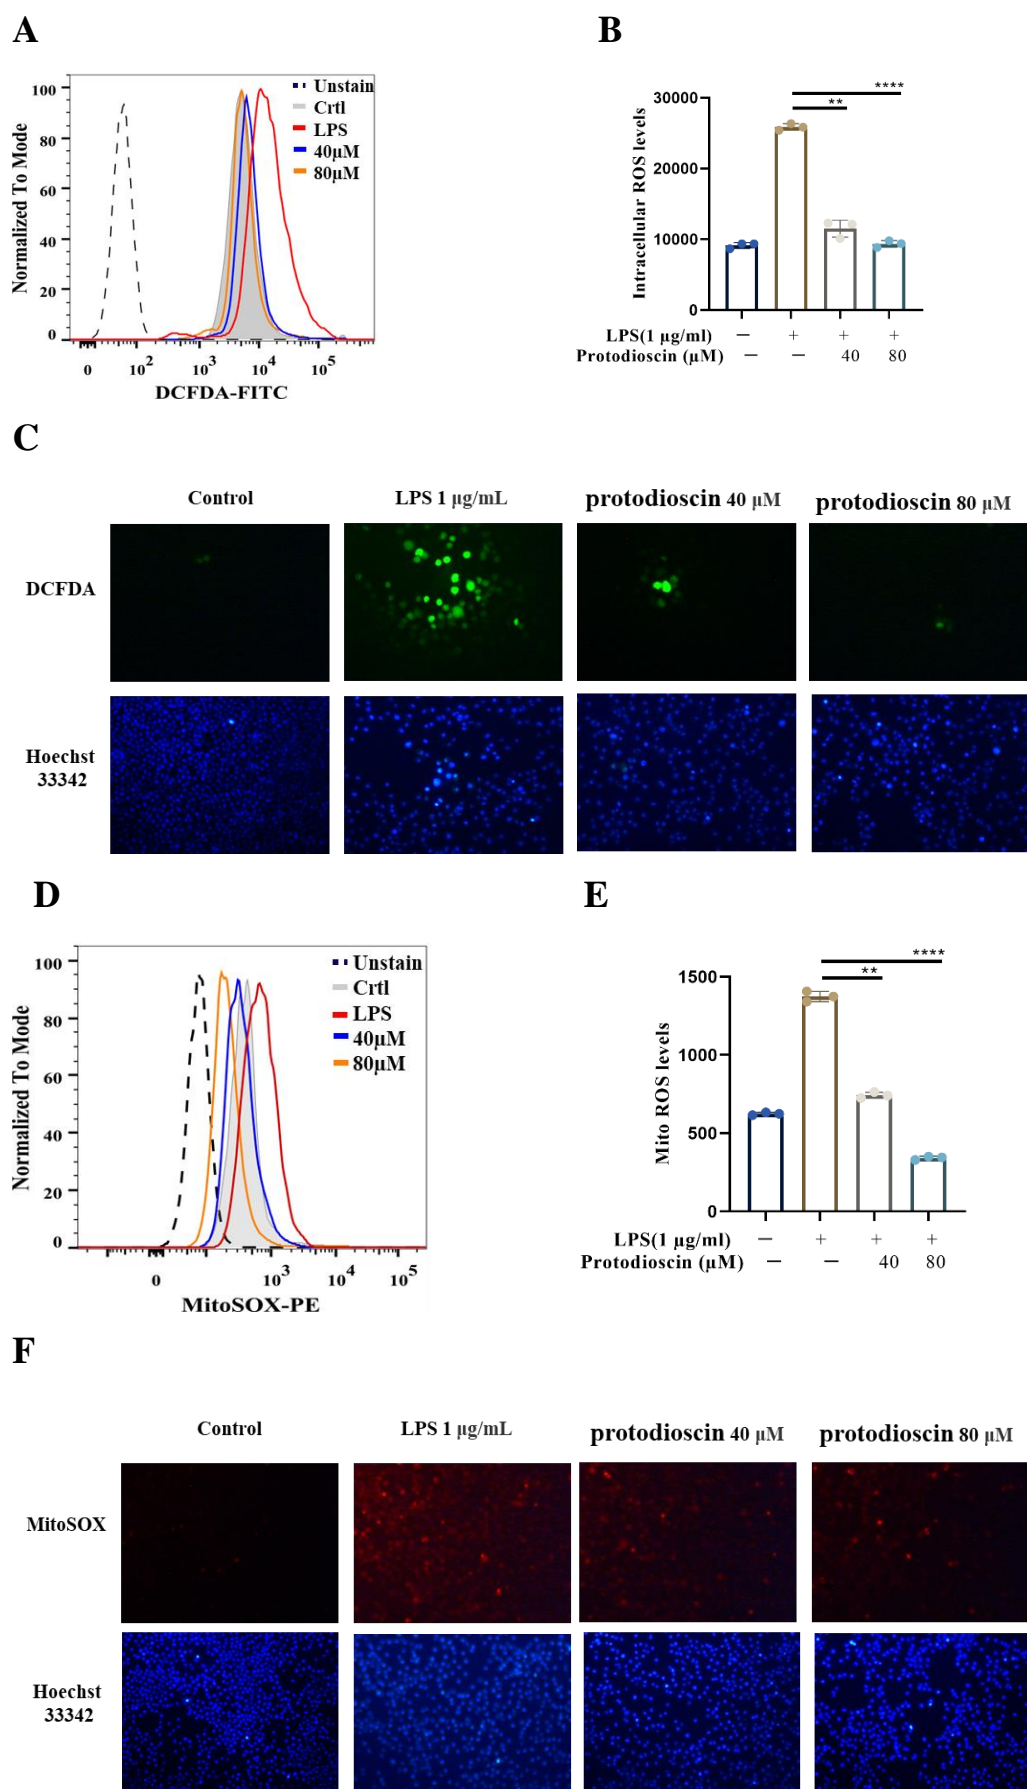 A
B
100
80
60
40
20
0
Normalized To Mode
Unstain
Crtl
LPS
40μM
80μM
0
10²
10³
10⁴
10⁵
DCFDA-FITC
30000
20000
10000
0
Intracellular ROS levels
****
**
LPS(1 μg/ml) — + + +
Protodioscin (μM) — — 40 80
C
Control
LPS 1 μg/mL
protodioscin 40 μM
protodioscin 80 μM
DCFDA
Hoechst
33342
D
E
100
80
60
40
20
0
Normalized To Mode
Unstain
Crtl
LPS
40μM
80μM
0
10³
10⁴
10⁵
MitoSOX-PE
1500
1000
500
0
Mito ROS levels
****
**
LPS(1 μg/ml) — + + +
Protodioscin (μM) — — 40 80
F
Control
LPS 1 μg/mL
protodioscin 40 μM
protodioscin 80 μM
MitoSOX
Hoechst
33342